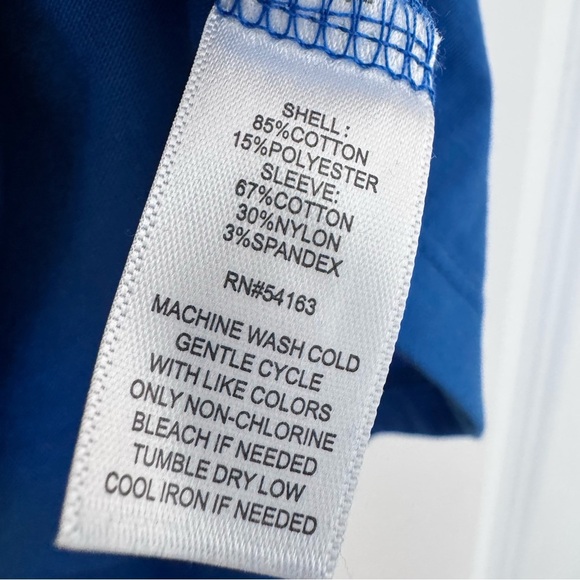 SHELL :
85%COTTON
15%POLYESTER
SLEEVE:
67%COTTON
30%NYLON
3%SPANDEX
RN#54163
MACHINE WASH COLD
GENTLE CYCLE
WITH LIKE COLORS
ONLY NON-CHLORINE
BLEACH IF NEEDED
TUMBLE DRY LOW
COOL IRON IF NEEDED